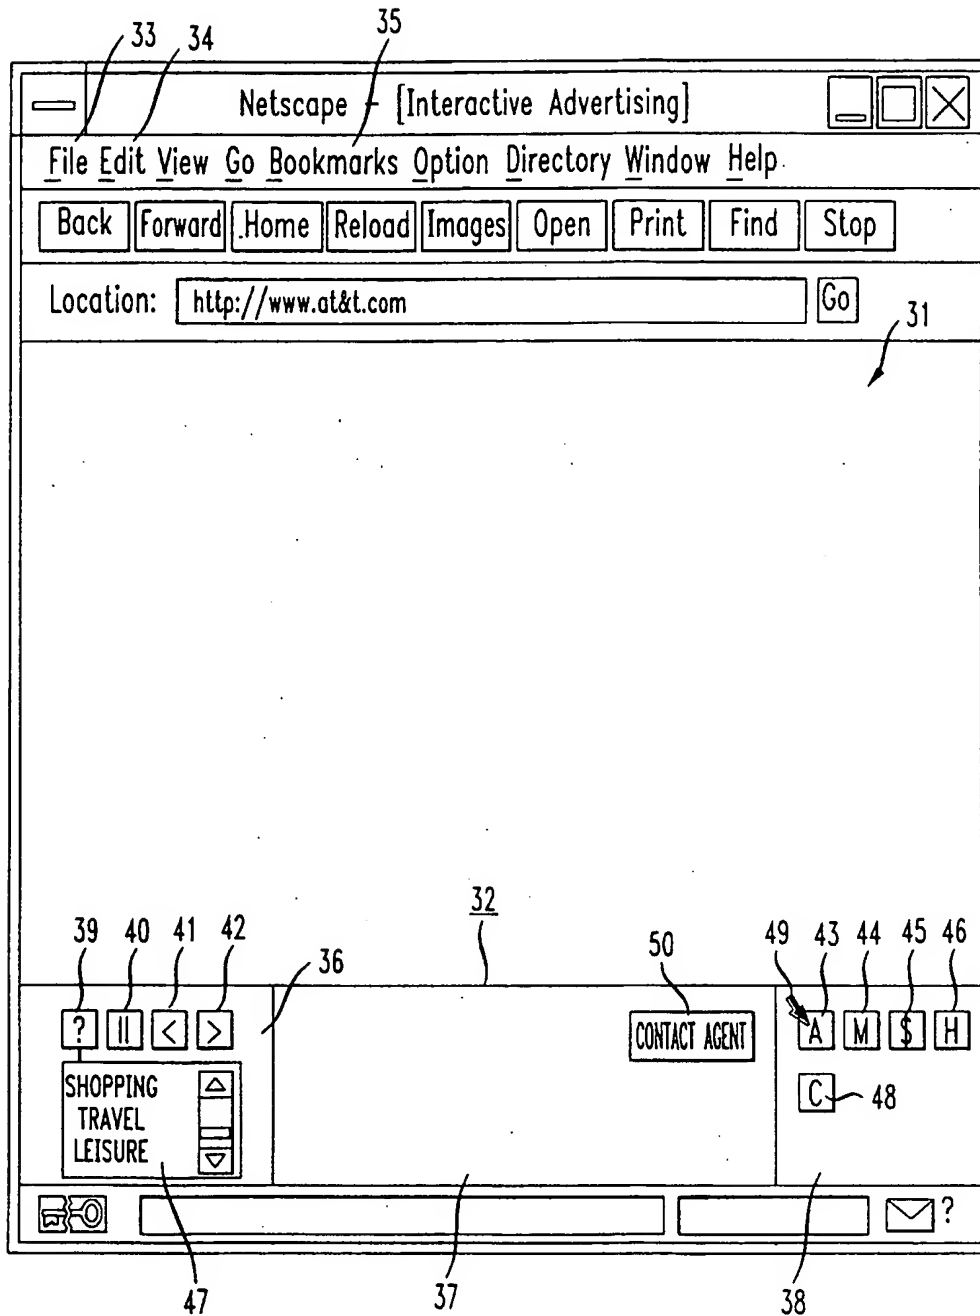 33 34 35
Netscape - [Interactive Advertising]
File Edit View Go Bookmarks Option Directory Window Help
Back Forward Home Reload Images Open Print Find Stop
Location: http://www.at&t.com Go
31
32
39 40 41 42 36 50 49 43 44 45 46
? || < > CONTACT AGENT A M $ H
SHOPPING
TRAVEL
LEISURE
C 48
?
47 37 38